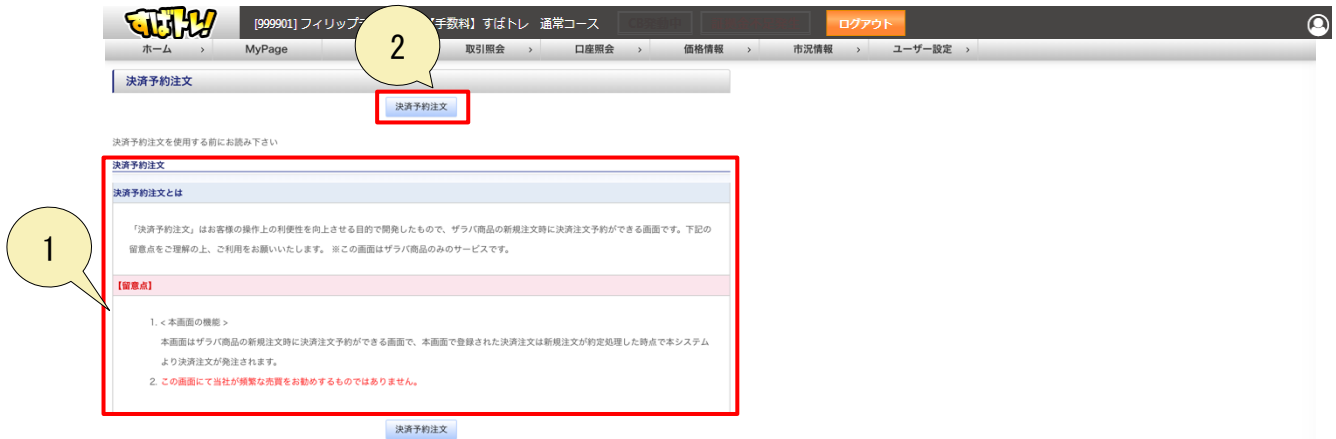 すばトレ!
[999901] フィリップ
【手数料】すばトレ 通常コース
ログアウト
ホーム ›
MyPage
取引照会 ›
口座照会 ›
価格情報 ›
市況情報 ›
ユーザー設定 ›
2
決済予約注文
決済予約注文
決済予約注文を使用する前にお読み下さい
決済予約注文
決済予約注文とは
「決済予約注文」はお客様の操作上の利便性を向上させる目的で開発したもので、ザラバ商品の新規注文時に決済注文予約ができる画面です。下記の
留意点をご理解の上、ご利用をお願いいたします。 ※この画面はザラバ商品のみのサービスです。
1
【留意点】
1. < 本画面の機能 >
本画面はザラバ商品の新規注文時に決済注文予約ができる画面で、本画面で登録された決済注文は新規注文が約定処理した時点で本システム
より決済注文が発注されます。
2. この画面にて当社が頻繁な売買をお勧めするものではありません。
決済予約注文